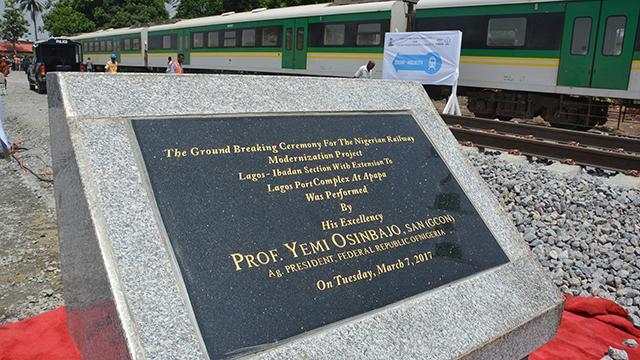 POLICE
The Ground Breaking Ceremony For The Nigerian Railway
Modernization Project
Lagos - Ibadan Section With Extension To
Lagos Port Complex At Apapa
Was Performed
By
His Excellency
PROF. YEMI OSINBAJO, SAN (GCON)
Ag. PRESIDENT, FEDERAL REPUBLIC OFNIGERIA
On Tuesday, March 7, 2017